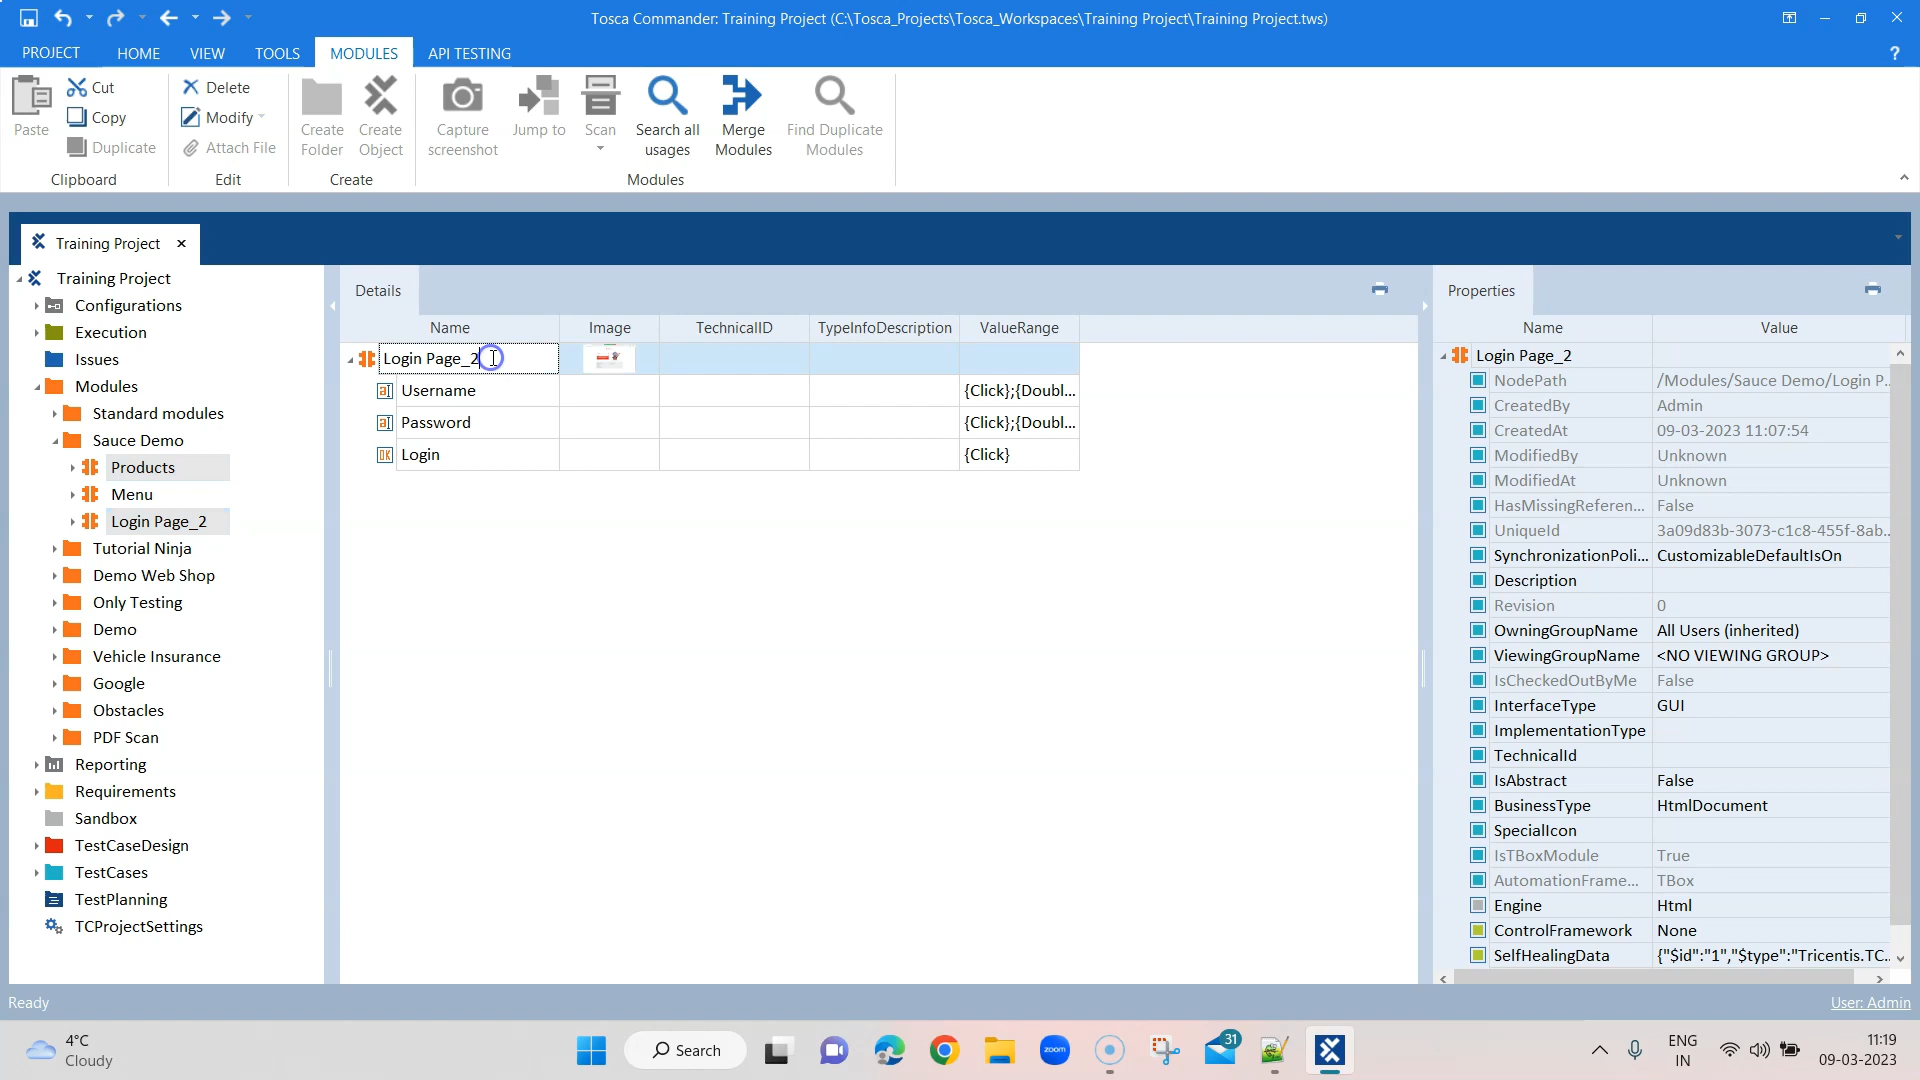 Tosca Commander: Training Project (C:\Tosca_Projects\Tosca_Workspaces\Training Project\Training Project.tws)
PROJECT HOME VIEW TOOLS MODULES API TESTING ?
Paste
Cut
Copy
Duplicate
Clipboard
Delete
Modify
Attach File
Edit
Create Folder
Create Object
Create
Capture screenshot
Jump to
Scan
Search all usages
Merge Modules
Find Duplicate Modules
Modules
Training Project
Training Project
Configurations
Execution
Issues
Modules
Standard modules
Sauce Demo
Products
Menu
Login Page_2
Tutorial Ninja
Demo Web Shop
Only Testing
Demo
Vehicle Insurance
Google
Obstacles
PDF Scan
Reporting
Requirements
Sandbox
TestCaseDesign
TestCases
TestPlanning
TCProjectSettings
Details
Name Image TechnicalID TypeInfoDescription ValueRange
Login Page_2
Username {Click};{Doubl...
Password {Click};{Doubl...
Login {Click}
Properties
Name Value
Login Page_2
NodePath /Modules/Sauce Demo/Login P...
CreatedBy Admin
CreatedAt 09-03-2023 11:07:54
ModifiedBy Unknown
ModifiedAt Unknown
HasMissingReferen... False
UniqueId 3a09d83b-3073-c1c8-455f-8ab...
SynchronizationPoli... CustomizableDefaultIsOn
Description
Revision 0
OwningGroupName All Users (inherited)
ViewingGroupName <NO VIEWING GROUP>
IsCheckedOutByMe False
InterfaceType GUI
ImplementationType
TechnicalId
IsAbstract False
BusinessType HtmlDocument
SpecialIcon
IsTBoxModule True
AutomationFrame... TBox
Engine Html
ControlFramework None
SelfHealingData {"$id":"1","$type":"Tricentis.TC...
Ready
User: Admin
4°C
Cloudy
Search
zoom
31
ENG
IN
11:19
09-03-2023